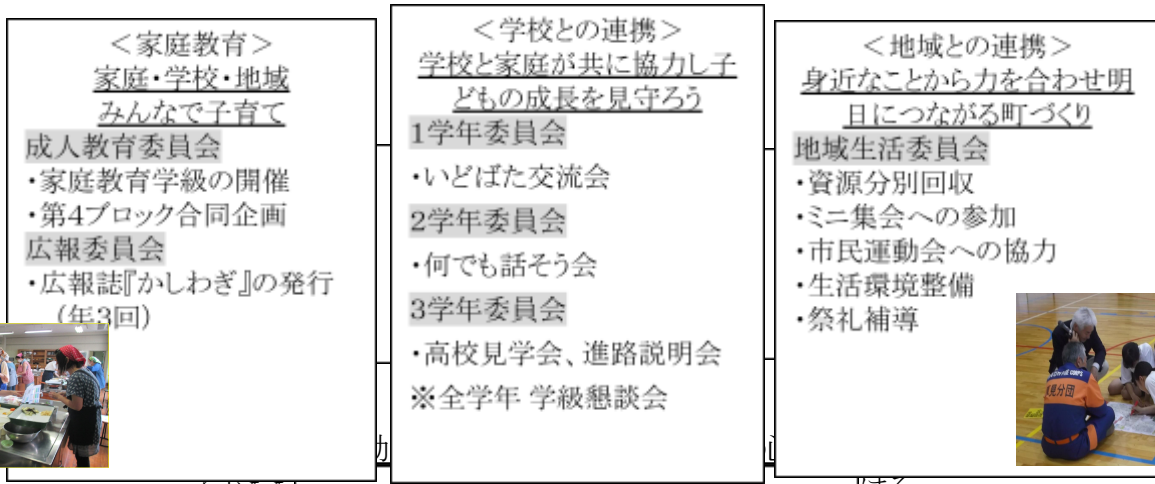 ＜家庭教育＞
家庭・学校・地域
みんなで子育て
成人教育委員会
・家庭教育学級の開催
・第4ブロック合同企画
広報委員会
・広報誌『かしわぎ』の発行
（年3回）
＜学校との連携＞
学校と家庭が共に協力し子
どもの成長を見守ろう
1学年委員会
・いどばた交流会
2学年委員会
・何でも話そう会
3学年委員会
・高校見学会、進路説明会
※全学年 学級懇談会
＜地域との連携＞
身近なことから力を合わせ明
日につながる町づくり
地域生活委員会
・資源分別回収
・ミニ集会への参加
・市民運動会への協力
・生活環境整備
・祭礼補導